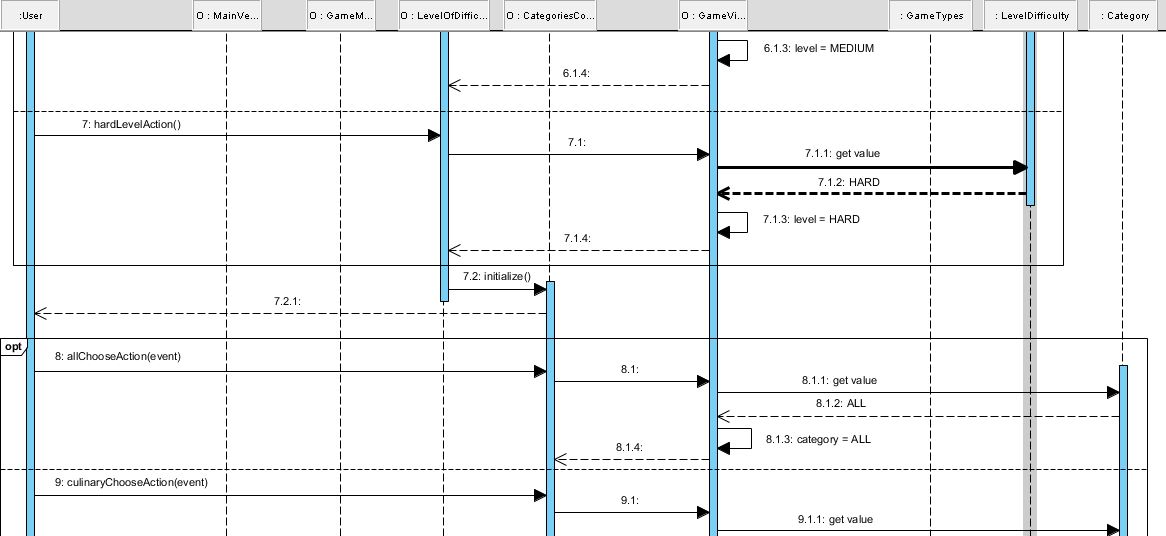 :User
O : MainVe...
O : GameM...
O : LevelOfDiffic...
O : CategoriesCo...
O : GameVi...
: GameTypes
: LevelDifficulty
: Category
6.1.3: level = MEDIUM
6.1.4:
7: hardLevelAction()
7.1:
7.1.1: get value
7.1.2: HARD
7.1.3: level = HARD
7.1.4:
7.2: initialize()
7.2.1:
opt
8: allChooseAction(event)
8.1:
8.1.1: get value
8.1.2: ALL
8.1.3: category = ALL
8.1.4:
9: culinaryChooseAction(event)
9.1:
9.1.1: get value